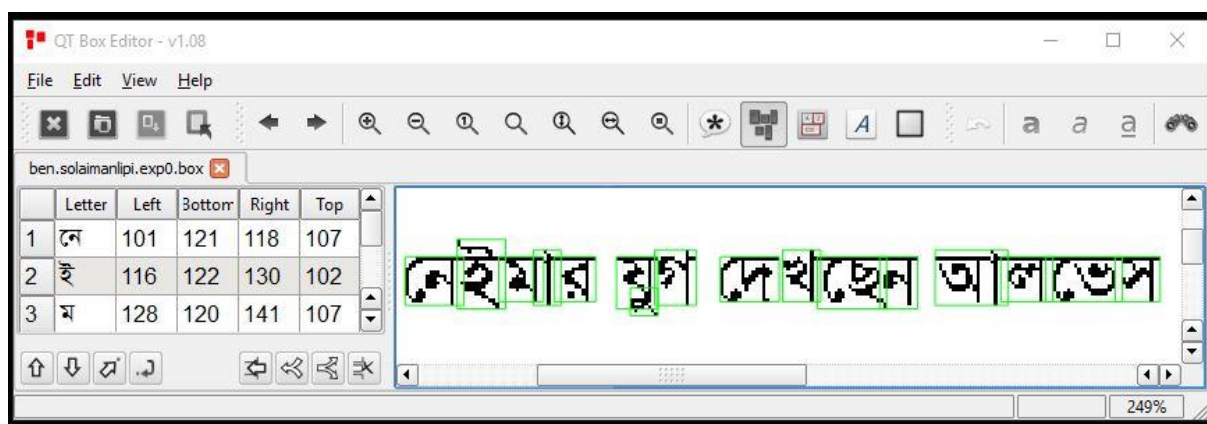 QT Box Editor - v1.08
File Edit View Help
A a a a
ben.solaimanlipi.exp0.box
Letter Left Bottom Right Top
1 নে 101 121 118 107
2 ই 116 122 130 102
3 ম 128 120 141 107
নেইমার আলভেস
249%